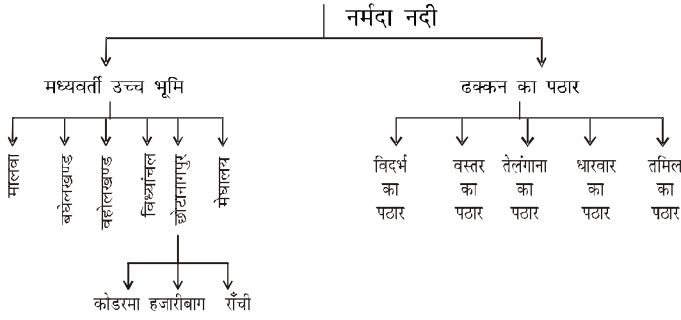 नर्मदा नदी
मध्यवर्ती उच्च भूमि
ढक्कन का पठार
मालवा
बघेलखण्ड
वहोलखण्ड
विध्यांचल
छोटानागपुर
मेघालय
विदर्भ का पठार
वस्तर का पठार
तेलंगाना का पठार
धारवार का पठार
तमिल का पठार
कोडरमा हजारीबाग राँची